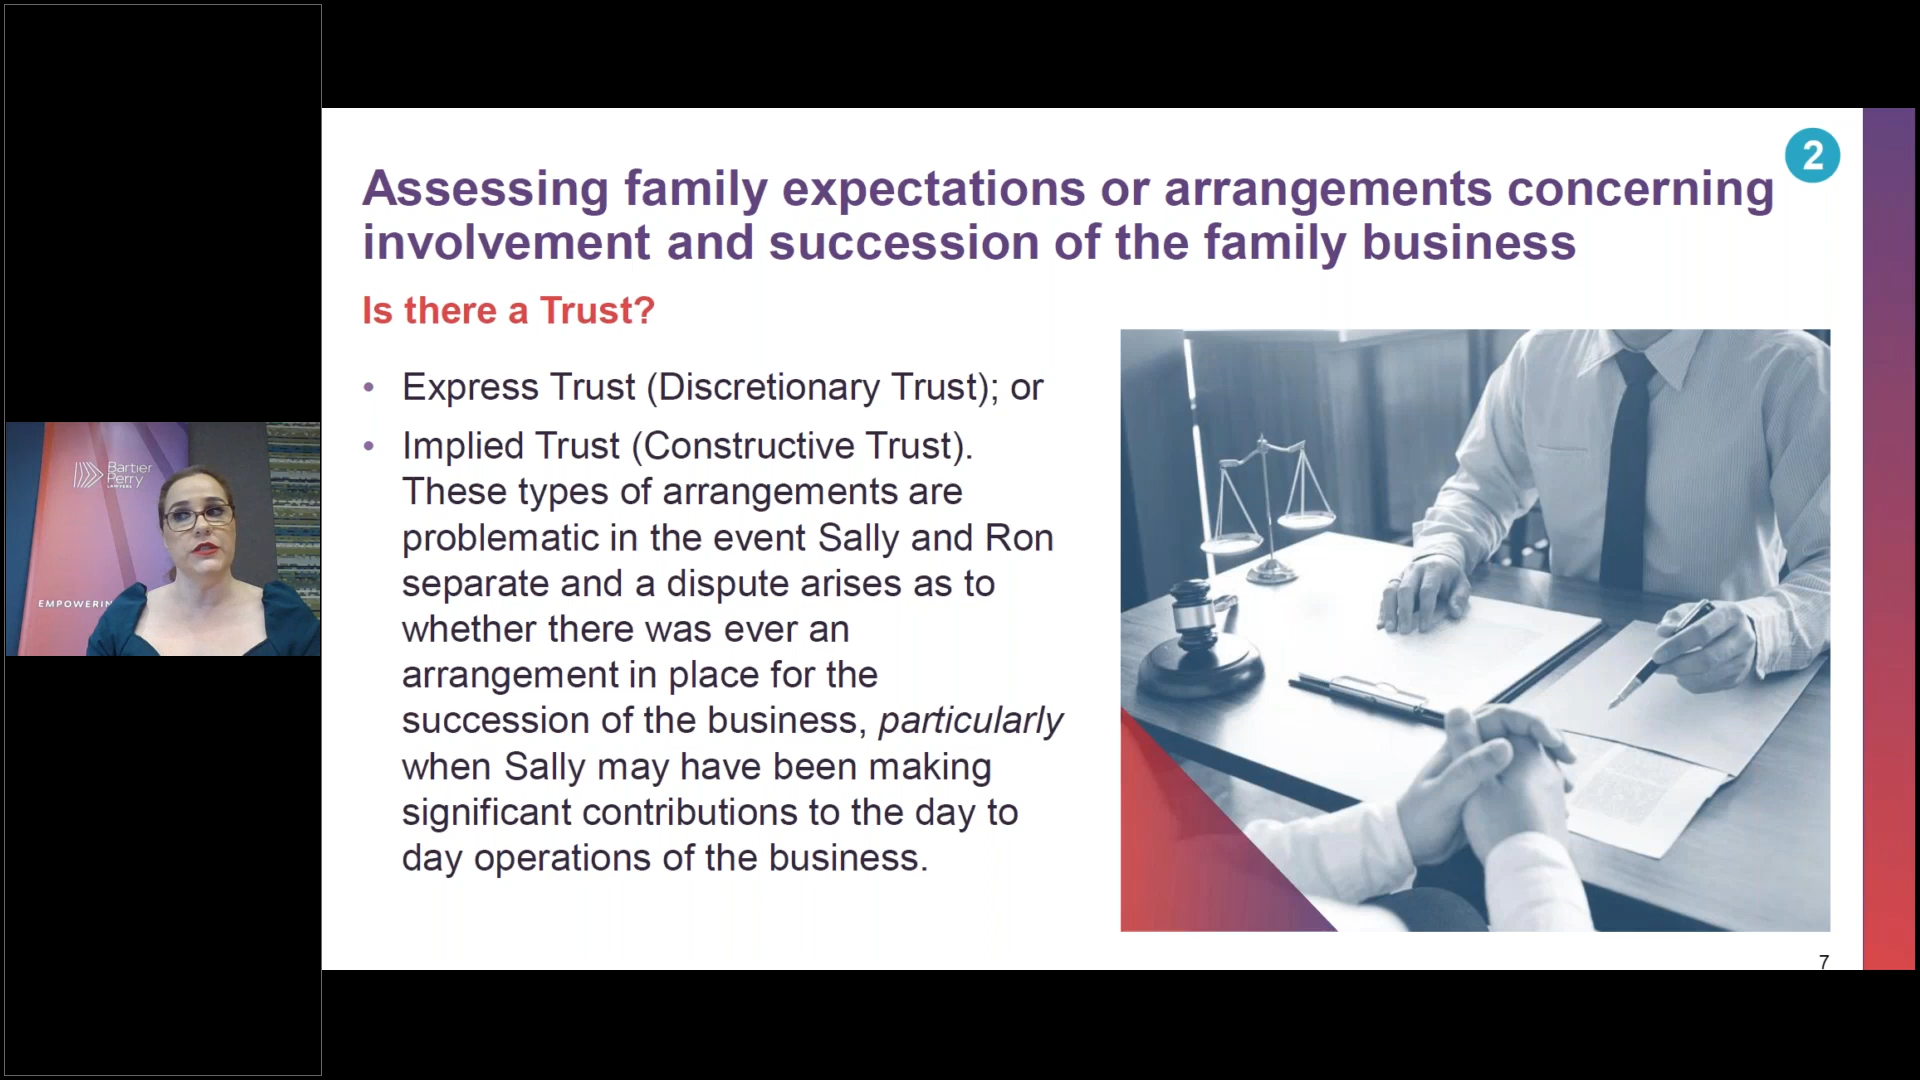 Bartier
Perry
LAWYERS
EMPOWERIN
2
Assessing family expectations or arrangements concerning
involvement and succession of the family business
Is there a Trust?
• Express Trust (Discretionary Trust); or
• Implied Trust (Constructive Trust).
These types of arrangements are
problematic in the event Sally and Ron
separate and a dispute arises as to
whether there was ever an
arrangement in place for the
succession of the business, particularly
when Sally may have been making
significant contributions to the day to
day operations of the business.
7